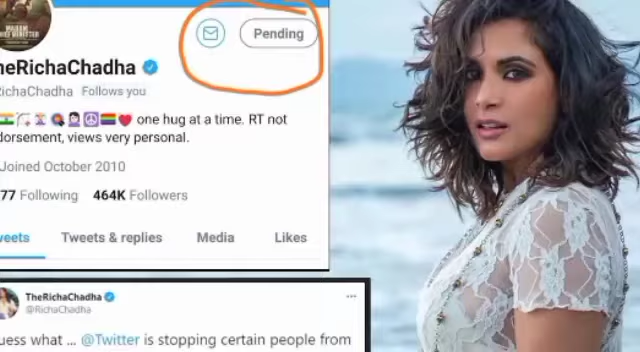 Pending
heRichaChadha
RichaChadha Follows you
one hug at a time. RT not
dorsement, views very personal.
Joined October 2010
77 Following 464K Followers
weets Tweets & replies Media Likes
TheRichaChadha
@RichaChadha
uess what ... @Twitter is stopping certain people from